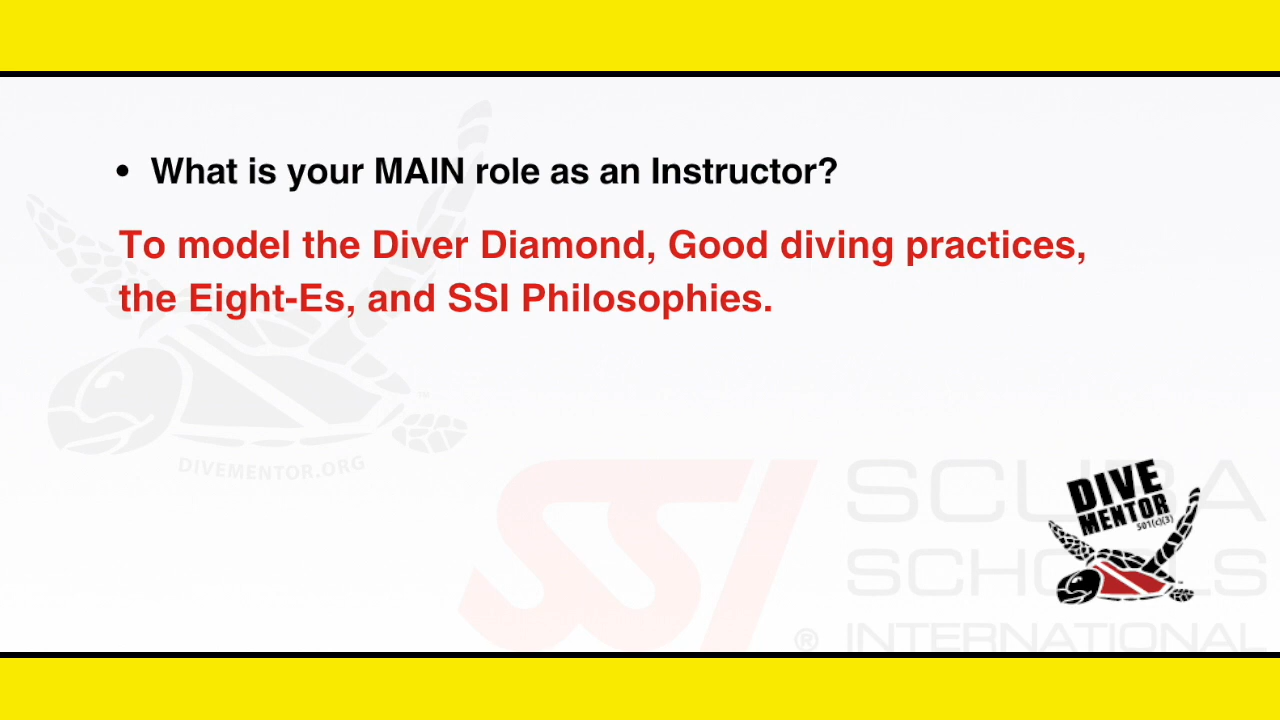 • What is your MAIN role as an Instructor?
To model the Diver Diamond, Good diving practices,
the Eight-Es, and SSI Philosophies.
DIVEMENTOR.ORG
SSI
®
SCUBA
SCHOOLS
INTERNATIONAL
DIVE
MENTOR
501(c)(3)